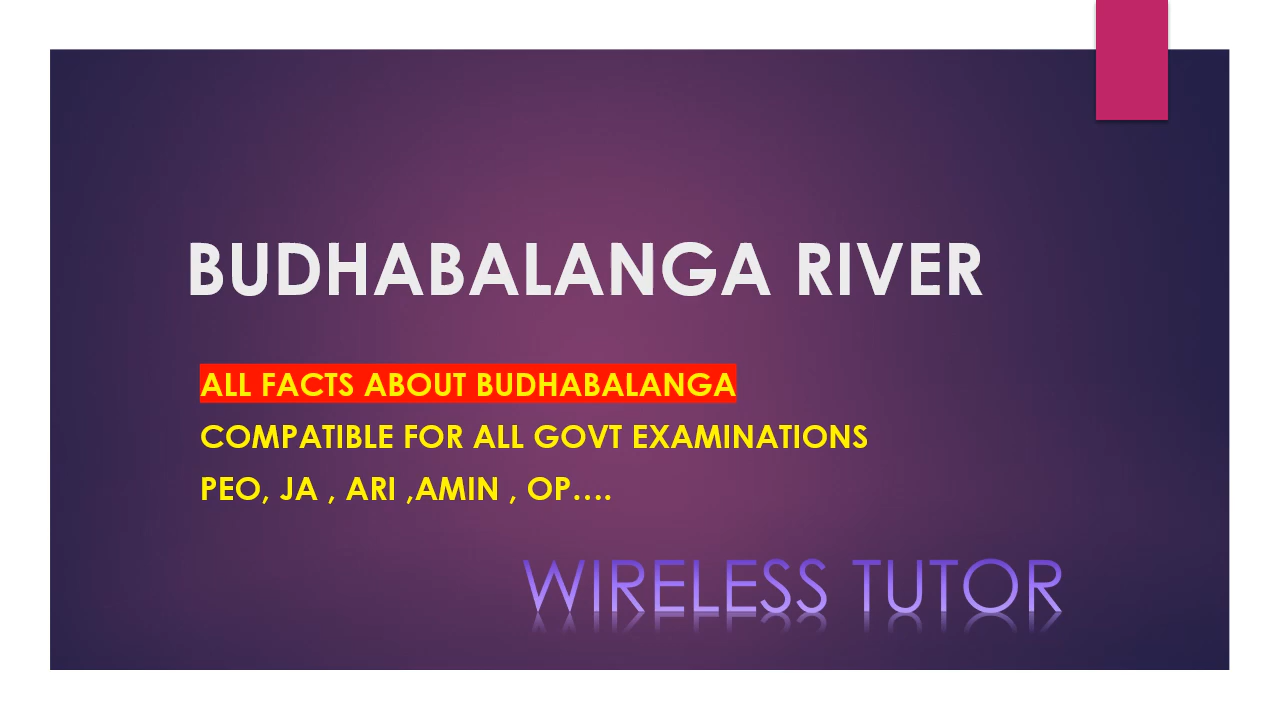 BUDHABALANGA RIVER
ALL FACTS ABOUT BUDHABALANGA
COMPATIBLE FOR ALL GOVT EXAMINATIONS
PEO, JA , ARI ,AMIN , OP....
WIRELESS TUTOR